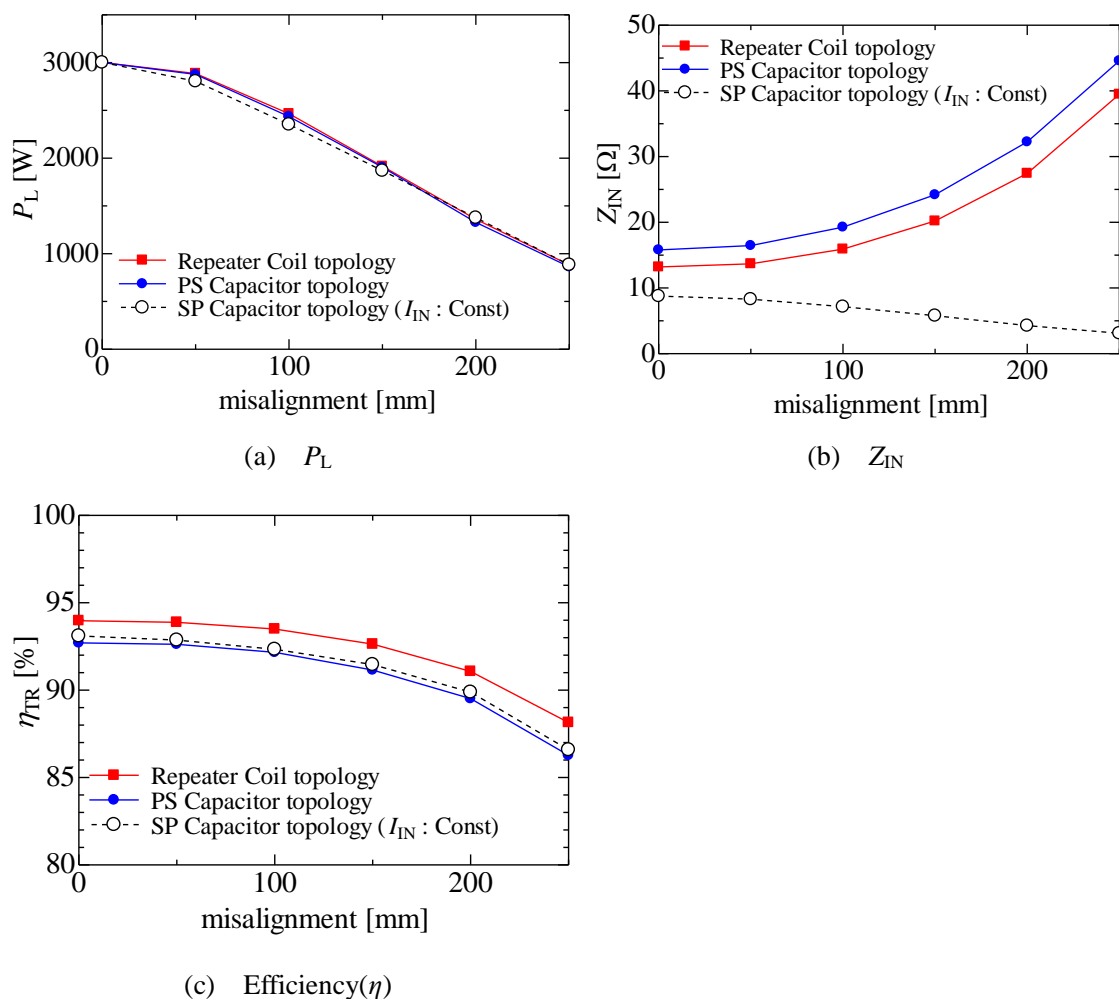 3000
2000
1000
0
P_L [W]
Repeater Coil topology
PS Capacitor topology
SP Capacitor topology (I_IN : Const)
0 100 200
misalignment [mm]
(a) P_L
50
40
30
20
10
0
Z_IN [Ω]
Repeater Coil topology
PS Capacitor topology
SP Capacitor topology (I_IN : Const)
0 100 200
misalignment [mm]
(b) Z_IN
100
95
90
85
80
η_TR [%]
Repeater Coil topology
PS Capacitor topology
SP Capacitor topology (I_IN : Const)
0 100 200
misalignment [mm]
(c) Efficiency(η)